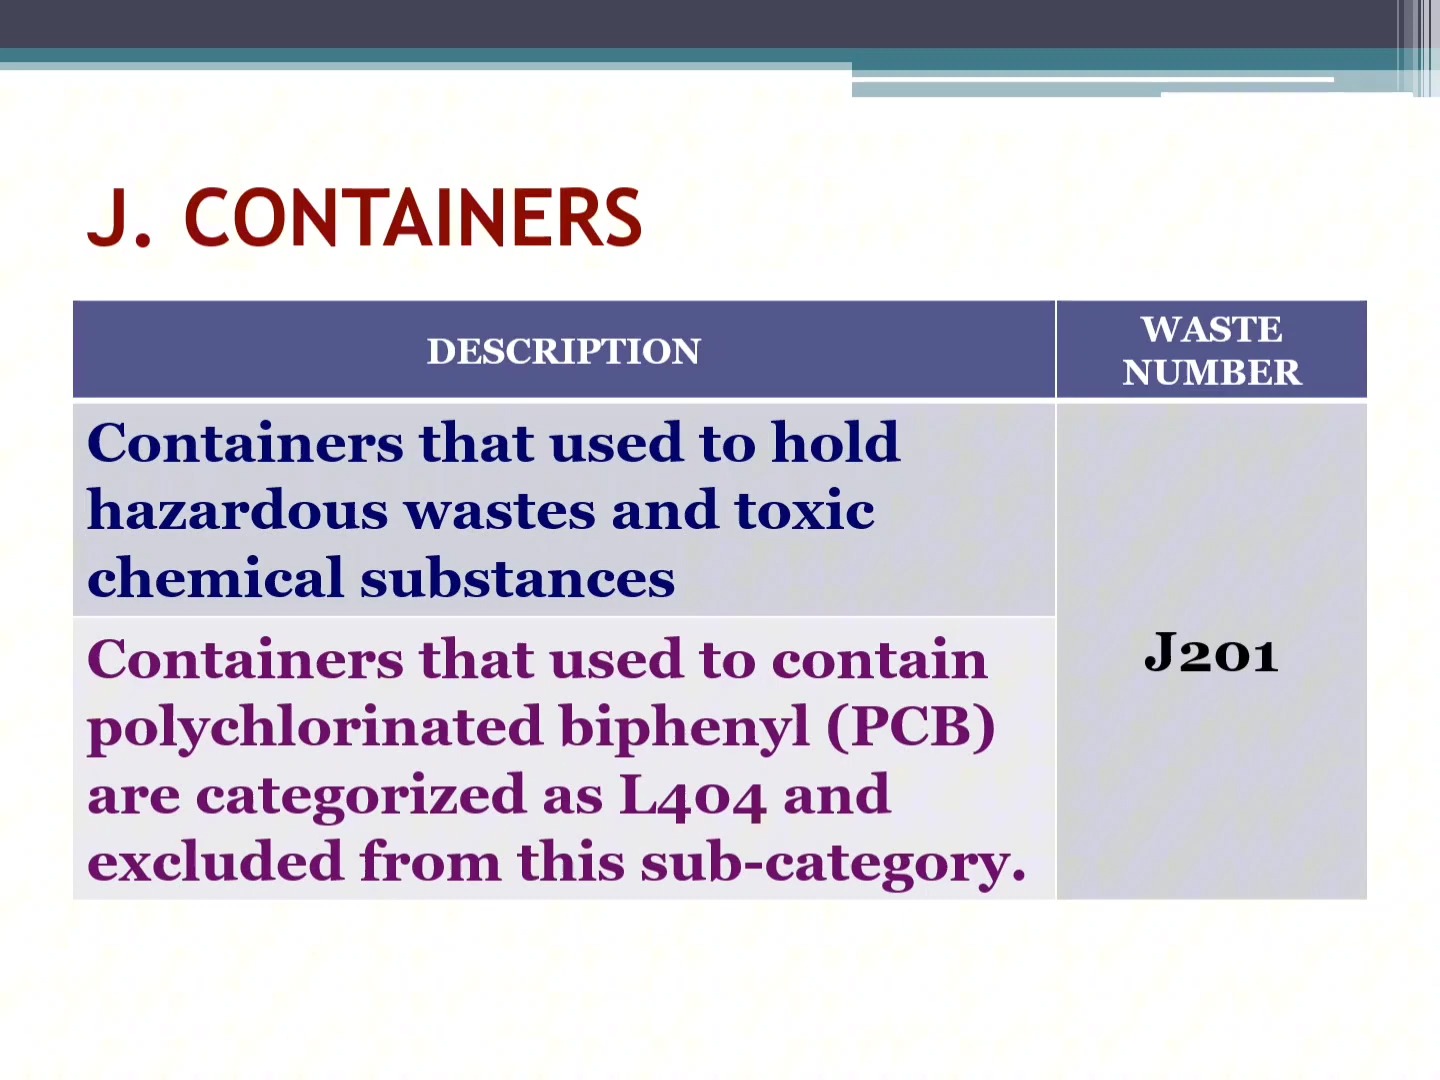 J. CONTAINERS
DESCRIPTION
WASTE
NUMBER
Containers that used to hold
hazardous wastes and toxic
chemical substances
J201
Containers that used to contain
polychlorinated biphenyl (PCB)
are categorized as L404 and
excluded from this sub-category.